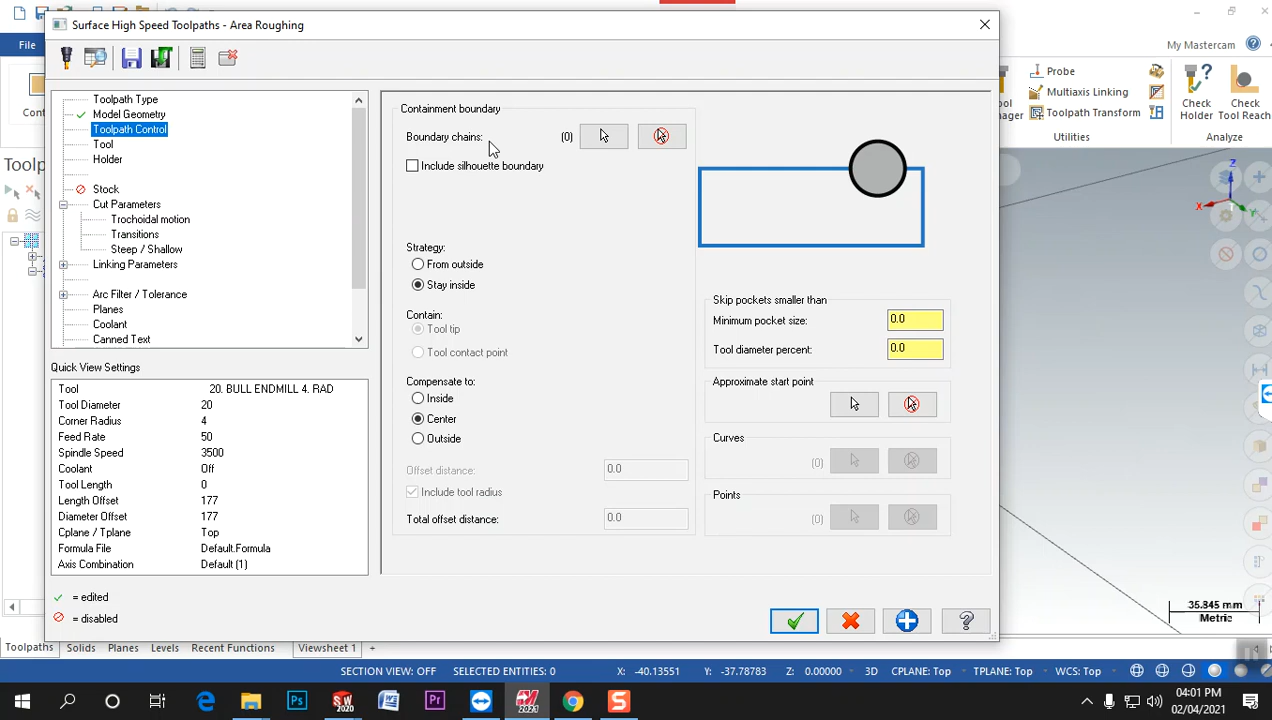 Surface High Speed Toolpaths - Area Roughing
File
My Mastercam
Probe
Multiaxis Linking
Toolpath Transform
Utilities
Check
Holder
Check
Tool Reach
Analyze
Toolpath Type
Model Geometry
Toolpath Control
Tool
Holder
Stock
Cut Parameters
Trochoidal motion
Transitions
Steep / Shallow
Linking Parameters
Arc Filter / Tolerance
Planes
Coolant
Canned Text
Quick View Settings
Tool 20. BULL ENDMILL 4. RAD
Tool Diameter 20
Corner Radius 4
Feed Rate 50
Spindle Speed 3500
Coolant Off
Tool Length 0
Length Offset 177
Diameter Offset 177
Cplane / Tplane Top
Formula File Default.Formula
Axis Combination Default (1)
= edited
= disabled
Containment boundary
Boundary chains: (0)
Include silhouette boundary
Strategy:
From outside
Stay inside
Contain:
Tool tip
Tool contact point
Compensate to:
Inside
Center
Outside
Offset distance: 0.0
Include tool radius
Total offset distance: 0.0
Skip pockets smaller than
Minimum pocket size: 0.0
Tool diameter percent: 0.0
Approximate start point
Curves
(0)
Points
(0)
Z
X
Y
35.845 mm
Metric
Toolpaths Solids Planes Levels Recent Functions Viewsheet 1 +
SECTION VIEW: OFF SELECTED ENTITIES: 0 X: -40.13551 Y: -37.78783 Z: 0.00000 3D CPLANE: Top TPLANE: Top WCS: Top
04:01 PM
02/04/2021